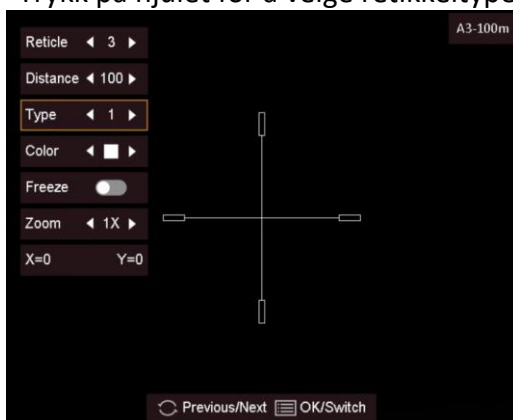 Trykk på hjulet for å velge retikkeltype
A3-100m
Reticle 3
Distance 100
Type 1
Color
Freeze
Zoom 1X
X=0 Y=0
Previous/Next OK/Switch